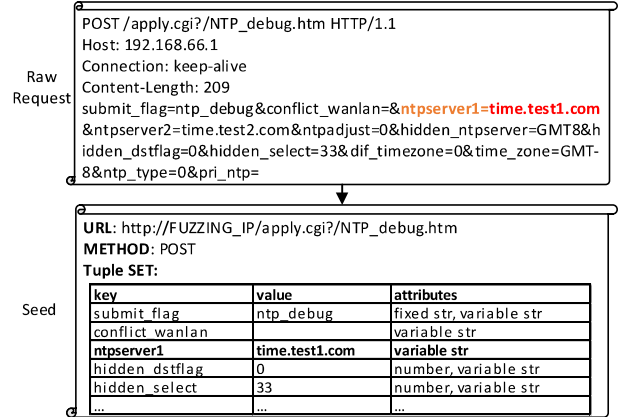 POST /apply.cgi?/NTP_debug.htm HTTP/1.1
Host: 192.168.66.1
Connection: keep-alive
Content-Length: 209
submit_flag=ntp_debug&conflict_wanlan=&ntpserver1=time.test1.com
&ntpserver2=time.test2.com&ntpadjust=0&hidden_ntpserver=GMT8&h
idden_dstflag=0&hidden_select=33&dif_timezone=0&time_zone=GMT-
8&ntp_type=0&pri_ntp=
Raw
Request
URL: http://FUZZING_IP/apply.cgi?/NTP_debug.htm
METHOD: POST
Tuple SET:
key value attributes
submit_flag ntp_debug fixed str, variable str
conflict_wanlan variable str
ntpserver1 time.test1.com variable str
hidden_dstflag 0 number, variable str
hidden_select 33 number, variable str
... ... ...
Seed